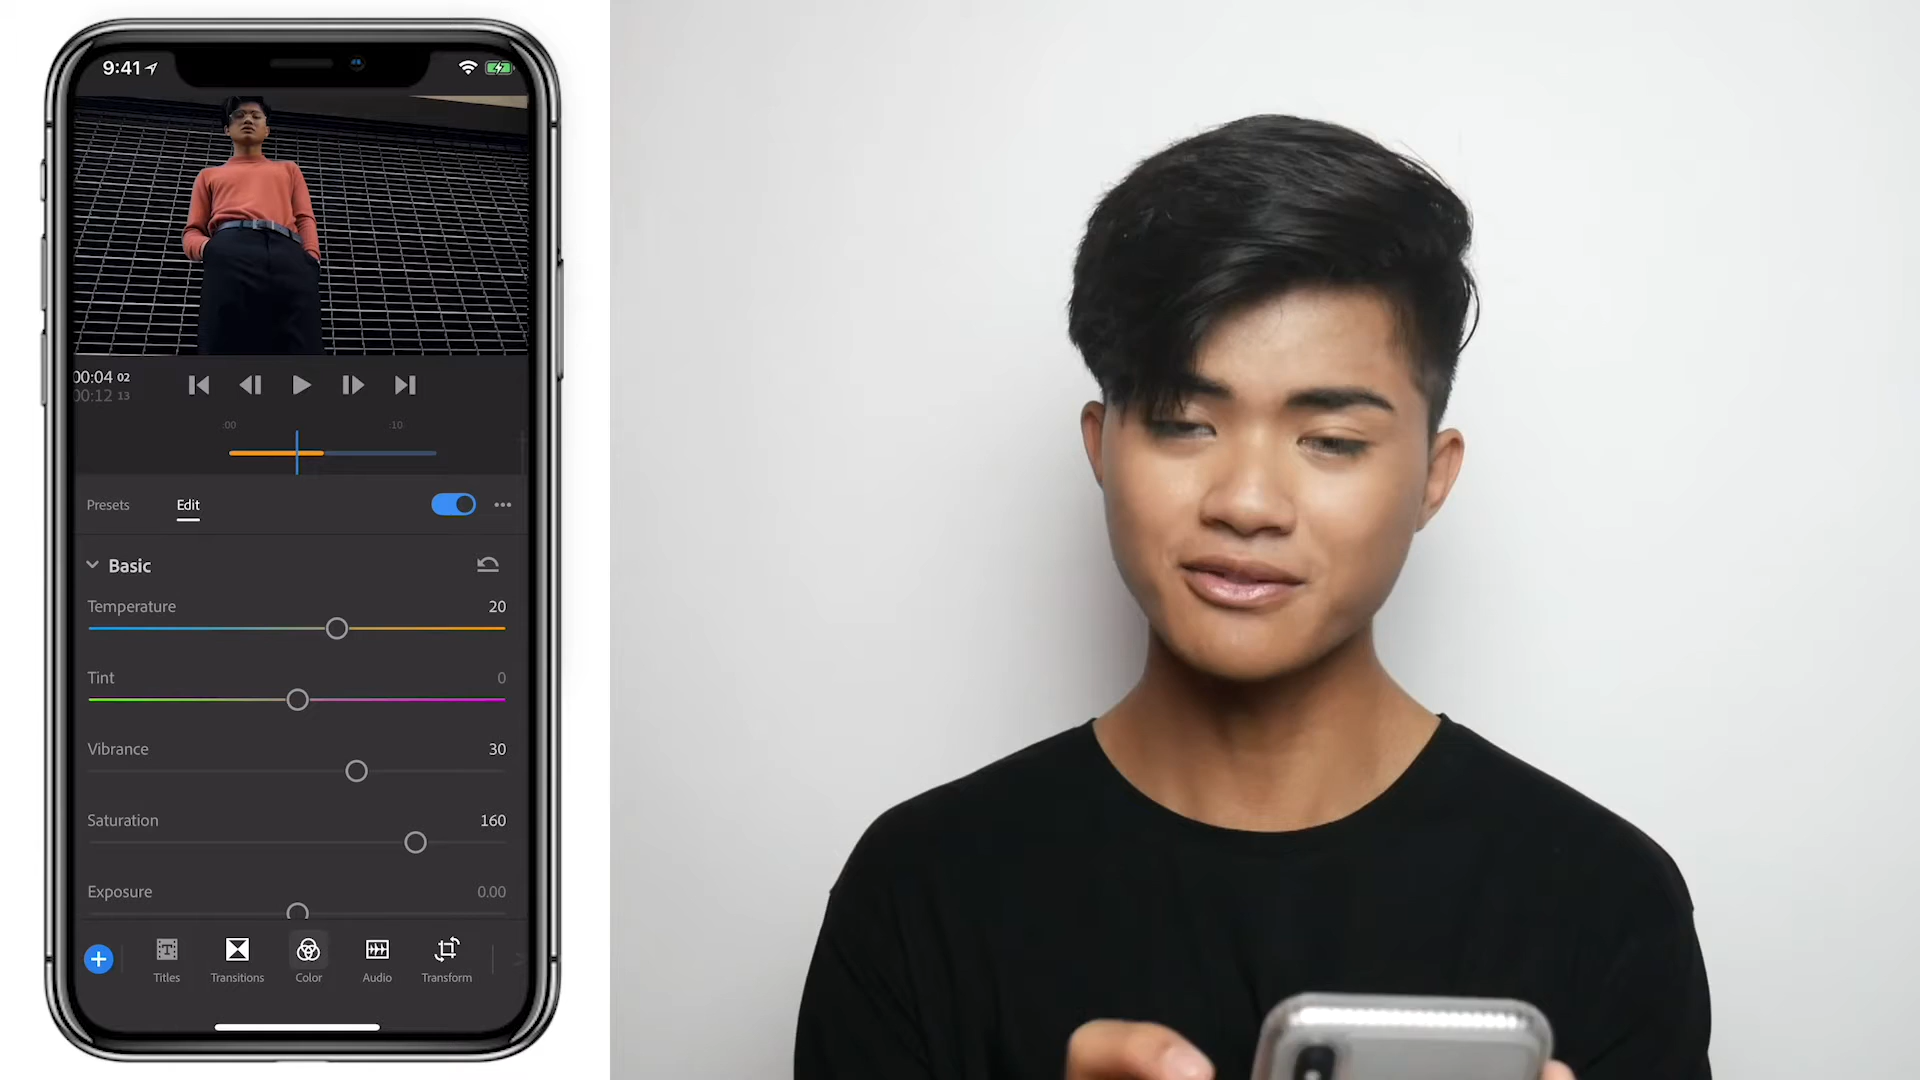 9:41
00:04 02
00:12 13
:00 :10
Presets Edit
Basic
Temperature 20
Tint 0
Vibrance 30
Saturation 160
Exposure 0.00
Titles Transitions Color Audio Transform